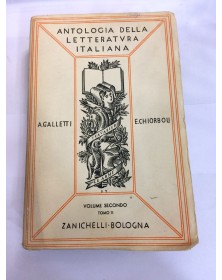 ANTOLOGIA DELLA
LETTERATVRA
ITALIANA
A.GALLETTI
E.CHIORBOLI
VOLUME SECONDO
TOMO II
ZANICHELLI-BOLOGNA